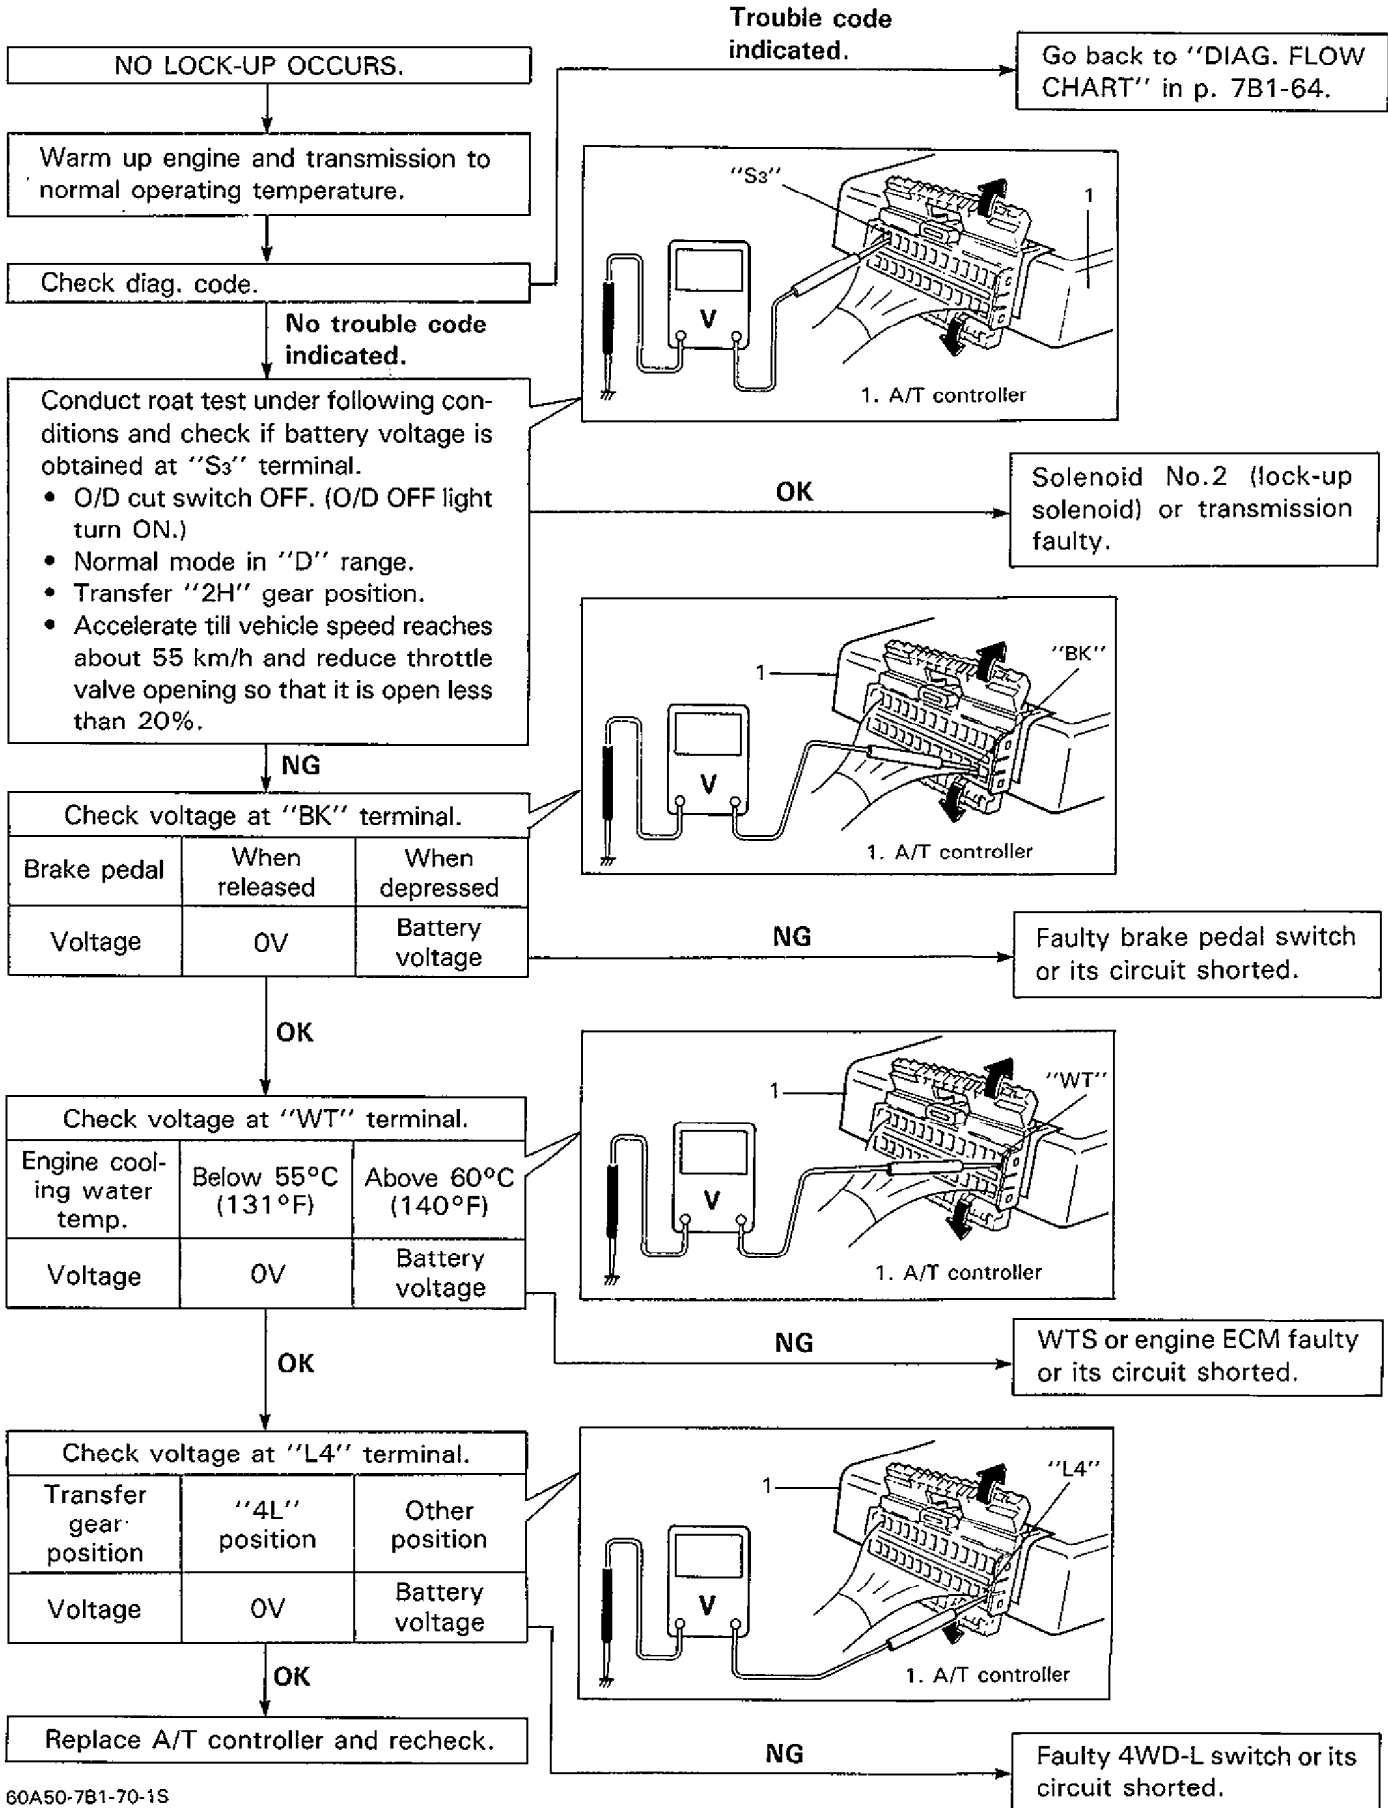 Trouble code
indicated.
NO LOCK-UP OCCURS.
Go back to "DIAG. FLOW
CHART" in p. 7B1-64.
Warm up engine and transmission to
normal operating temperature.
Check diag. code.
No trouble code
indicated.
"S3"
1
V
1. A/T controller
Conduct roat test under following con-
ditions and check if battery voltage is
obtained at "S3" terminal.
• O/D cut switch OFF. (O/D OFF light
turn ON.)
• Normal mode in "D" range.
• Transfer "2H" gear position.
• Accelerate till vehicle speed reaches
about 55 km/h and reduce throttle
valve opening so that it is open less
than 20%.
OK
Solenoid No.2 (lock-up
solenoid) or transmission
faulty.
NG
"BK"
1
V
1. A/T controller
Check voltage at "BK" terminal.
Brake pedal
When
released
When
depressed
Voltage
0V
Battery
voltage
NG
Faulty brake pedal switch
or its circuit shorted.
OK
"WT"
1
V
1. A/T controller
Check voltage at "WT" terminal.
Engine cool-
ing water
temp.
Below 55°C
(131°F)
Above 60°C
(140°F)
Voltage
0V
Battery
voltage
NG
WTS or engine ECM faulty
or its circuit shorted.
OK
"L4"
1
V
1. A/T controller
Check voltage at "L4" terminal.
Transfer
gear
position
"4L"
position
Other
position
Voltage
0V
Battery
voltage
OK
Replace A/T controller and recheck.
NG
Faulty 4WD-L switch or its
circuit shorted.
60A50-7B1-70-1S